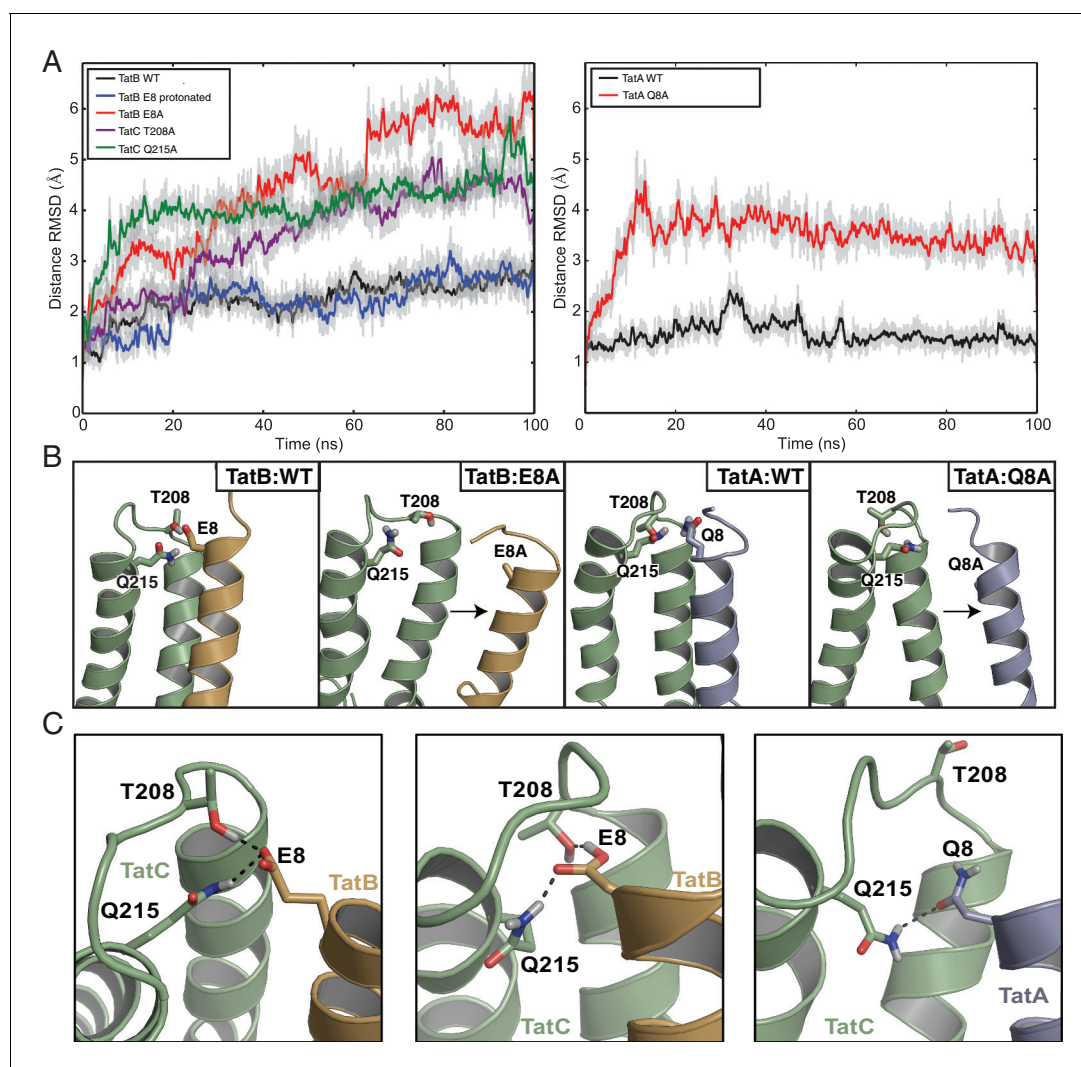 A
TatB WT
TatB E8 protonated
TatB E8A
TatC T208A
TatC Q215A
Distance RMSD (Å)
6
5
4
3
2
1
0
0 20 40 60 80 100
Time (ns)
TatA WT
TatA Q8A
Distance RMSD (Å)
6
5
4
3
2
1
0
0 20 40 60 80 100
Time (ns)
B
TatB:WT
T208
E8
Q215
TatB:E8A
T208
E8A
Q215
TatA:WT
T208
Q8
Q215
TatA:Q8A
T208
Q215
Q8A
C
T208
TatC
E8
TatB
Q215
T208
E8
TatB
Q215
TatC
T208
Q8
Q215
TatA
TatC